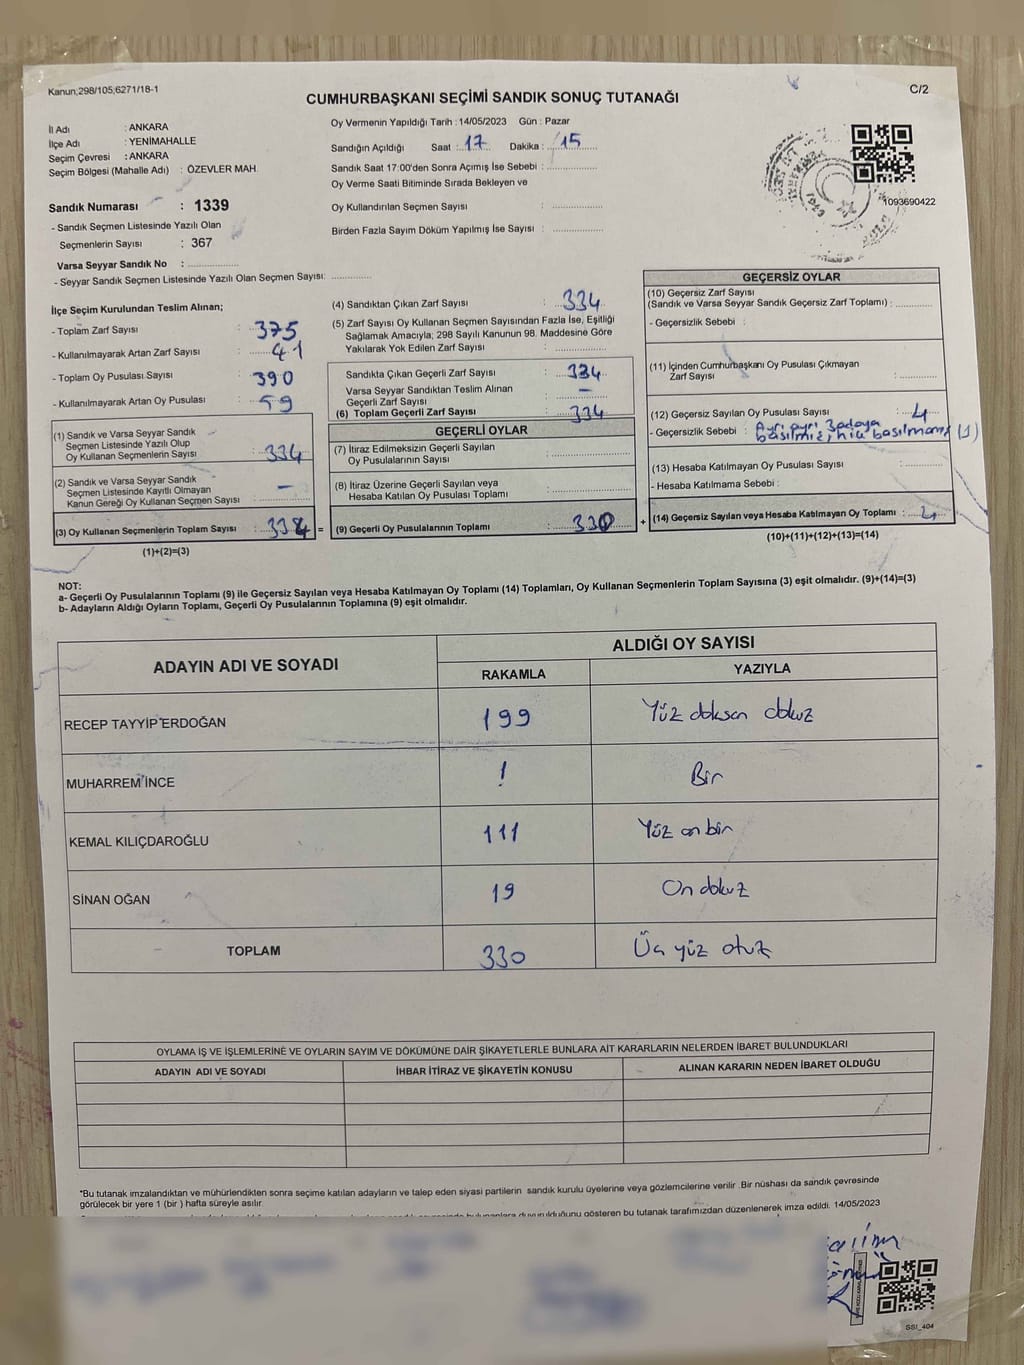 Kanun;298/105;6271/18-1
C/2
CUMHURBAŞKANI SEÇİMİ SANDIK SONUÇ TUTANAĞI
İl Adı : ANKARA
İlçe Adı : YENİMAHALLE
Seçim Çevresi : ANKARA
Seçim Bölgesi (Mahalle Adı) : ÖZEVLER MAH.
Sandık Numarası : 1339
- Sandık Seçmen Listesinde Yazılı Olan
Seçmenlerin Sayısı : 367
Varsa Seyyar Sandık No : ..............
- Seyyar Sandık Seçmen Listesinde Yazılı Olan Seçmen Sayısı: ............
Oy Vermenin Yapıldığı Tarih : 14/05/2023 Gün : Pazar
Sandığın Açıldığı Saat : 17 Dakika : 15
Sandık Saat 17:00'den Sonra Açımış İse Sebebi : ..............
Oy Verme Saati Bitiminde Sırada Bekleyen ve
Oy Kullandırılan Seçmen Sayısı : ..............
Birden Fazla Sayım Döküm Yapılmış İse Sayısı : ..............
1093690422
İlçe Seçim Kurulundan Teslim Alınan;
- Toplam Zarf Sayısı : 375
- Kullanılmayarak Artan Zarf Sayısı : 41
- Toplam Oy Pusulası Sayısı : 390
- Kullanılmayarak Artan Oy Pusulası : 59
(1) Sandık ve Varsa Seyyar Sandık
Seçmen Listesinde Yazılı Olup
Oy Kullanan Seçmenlerin Sayısı : 334
(2) Sandık ve Varsa Seyyar Sandık
Seçmen Listesinde Kayıtlı Olmayan
Kanun Gereği Oy Kullanan Seçmen Sayısı : –
(3) Oy Kullanan Seçmenlerin Toplam Sayısı : 334 =
(1)+(2)=(3)
(4) Sandıktan Çıkan Zarf Sayısı : 334
(5) Zarf Sayısı Oy Kullanan Seçmen Sayısından Fazla İse, Eşitliği
Sağlamak Amacıyla; 298 Sayılı Kanunun 98. Maddesine Göre
Yakılarak Yok Edilen Zarf Sayısı : ..............
Sandıkta Çıkan Geçerli Zarf Sayısı : 334
Varsa Seyyar Sandıktan Teslim Alınan
Geçerli Zarf Sayısı : –
(6) Toplam Geçerli Zarf Sayısı : 334
GEÇERLİ OYLAR
(7) İtiraz Edilmeksizin Geçerli Sayılan
Oy Pusulalarının Sayısı : ..............
(8) İtiraz Üzerine Geçerli Sayılan veya
Hesaba Katılan Oy Pusulası Toplamı : ..............
(9) Geçerli Oy Pusulalarının Toplamı : 330 +
GEÇERSİZ OYLAR
(10) Geçersiz Zarf Sayısı
(Sandık ve Varsa Seyyar Sandık Geçersiz Zarf Toplamı) : ..........
- Geçersizlik Sebebi :
(11) İçinden Cumhurbaşkanı Oy Pusulası Çıkmayan
Zarf Sayısı : ..........
(12) Geçersiz Sayılan Oy Pusulası Sayısı : 4
- Geçersizlik Sebebi : Ayrı ayrı 3 adaya
basılmış, hiç basılmamış (1)
(13) Hesaba Katılmayan Oy Pusulası Sayısı : ..........
- Hesaba Katılmama Sebebi :
(14) Geçersiz Sayılan veya Hesaba Katılmayan Oy Toplamı : 4
(10)+(11)+(12)+(13)=(14)
NOT:
a- Geçerli Oy Pusulalarının Toplamı (9) ile Geçersiz Sayılan veya Hesaba Katılmayan Oy Toplamı (14) Toplamları, Oy Kullanan Seçmenlerin Toplam Sayısına (3) eşit olmalıdır. (9)+(14)=(3)
b- Adayların Aldığı Oyların Toplamı, Geçerli Oy Pusulalarının Toplamına (9) eşit olmalıdır.
ADAYIN ADI VE SOYADI
ALDIĞI OY SAYISI
RAKAMLA YAZIYLA
RECEP TAYYİP ERDOĞAN 199 Yüz doksan dokuz
MUHARREM İNCE 1 Bir
KEMAL KILIÇDAROĞLU 111 Yüz on bir
SİNAN OĞAN 19 On dokuz
TOPLAM 330 Üç yüz otuz
OYLAMA İŞ VE İŞLEMLERİNE VE OYLARIN SAYIM VE DÖKÜMÜNE DAİR ŞİKAYETLERLE BUNLARA AİT KARARLARIN NELERDEN İBARET BULUNDUKLARI
ADAYIN ADI VE SOYADI
İHBAR İTİRAZ VE ŞİKAYETİN KONUSU
ALINAN KARARIN NEDEN İBARET OLDUĞU
*Bu tutanak imzalandıktan ve mühürlendikten sonra seçime katılan adayların ve talep eden siyasi partilerin sandık kurulu üyelerine veya gözlemcilerine verilir .Bir nüshası da sandık çevresinde
görülecek bir yere 1 (bir ) hafta süreyle asılır.
bulunanlara duyurulduğunu gösteren bu tutanak tarafımızdan düzenlenerek imza edildi. 14/05/2023
SSI_404